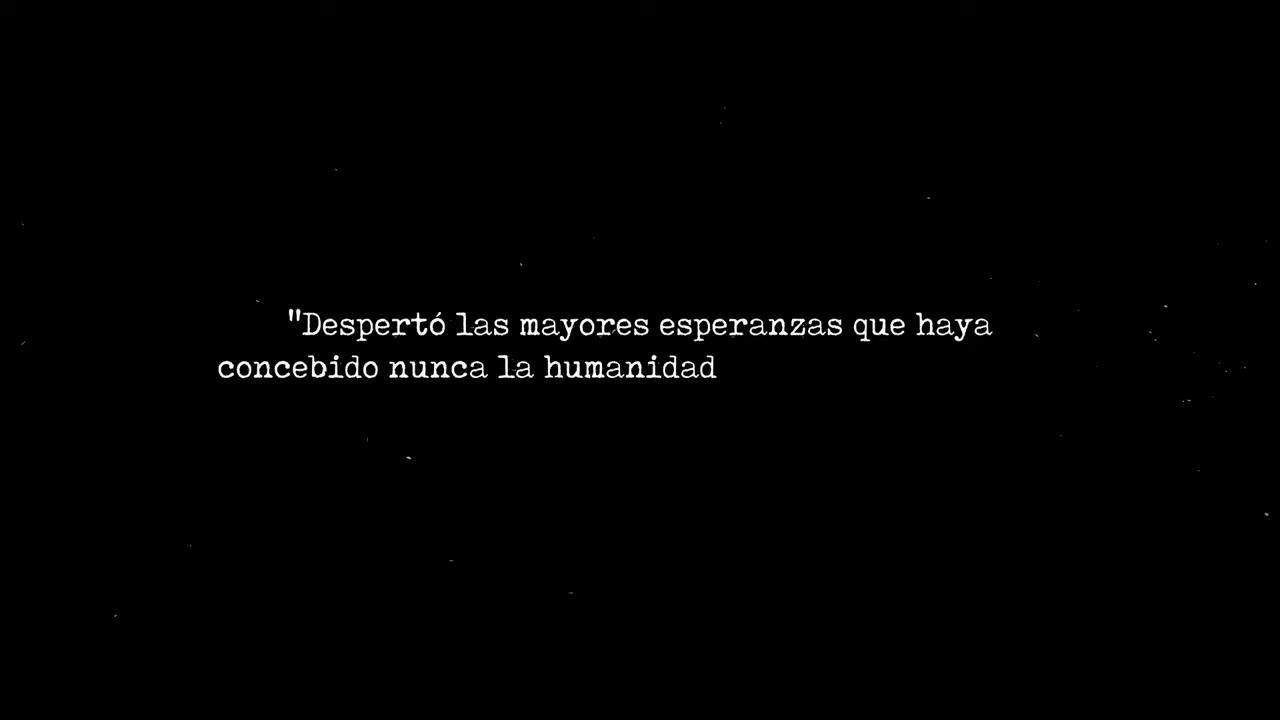 "Despertó las mayores esperanzas que haya
concebido nunca la humanidad